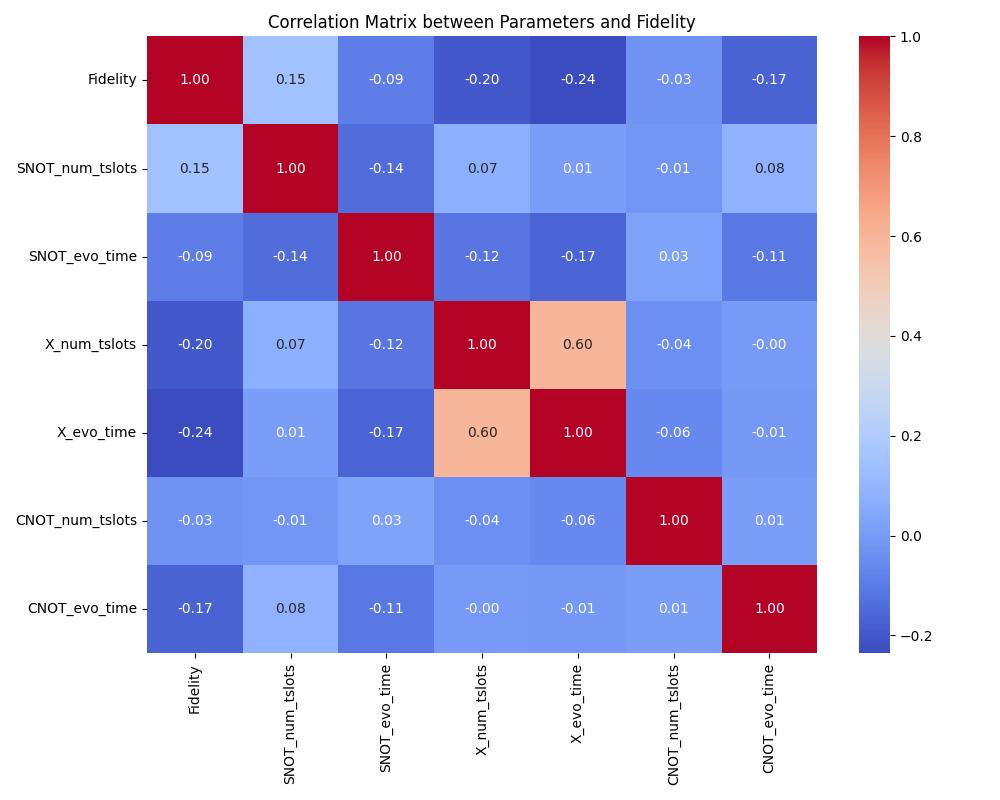 Correlation Matrix between Parameters and Fidelity
Fidelity 1.00 0.15 -0.09 -0.20 -0.24 -0.03 -0.17
SNOT_num_tslots 0.15 1.00 -0.14 0.07 0.01 -0.01 0.08
SNOT_evo_time -0.09 -0.14 1.00 -0.12 -0.17 0.03 -0.11
X_num_tslots -0.20 0.07 -0.12 1.00 0.60 -0.04 -0.00
X_evo_time -0.24 0.01 -0.17 0.60 1.00 -0.06 -0.01
CNOT_num_tslots -0.03 -0.01 0.03 -0.04 -0.06 1.00 0.01
CNOT_evo_time -0.17 0.08 -0.11 -0.00 -0.01 0.01 1.00
Fidelity
SNOT_num_tslots
SNOT_evo_time
X_num_tslots
X_evo_time
CNOT_num_tslots
CNOT_evo_time
1.0
0.8
0.6
0.4
0.2
0.0
−0.2